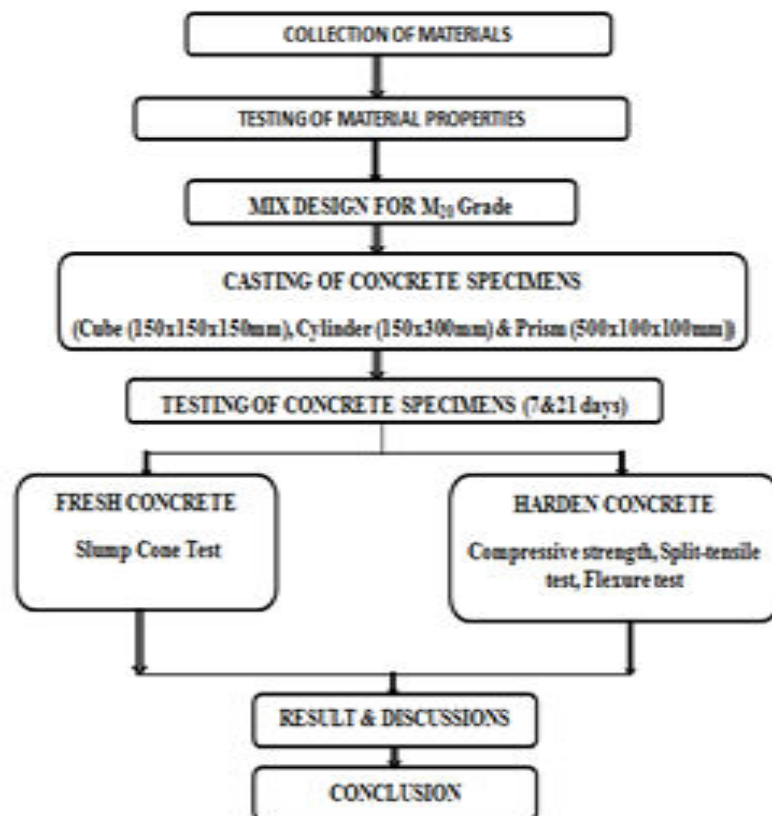 COLLECTION OF MATERIALS
TESTING OF MATERIAL PROPERTIES
MIX DESIGN FOR M₂₀ Grade
CASTING OF CONCRETE SPECIMENS
(Cube (150x150x150mm), Cylinder (150x300mm) & Prism (500x100x100mm))
TESTING OF CONCRETE SPECIMENS (7&21 days)
FRESH CONCRETE
Slump Cone Test
HARDEN CONCRETE
Compressive strength, Split-tensile
test, Flexure test
RESULT & DISCUSSIONS
CONCLUSION